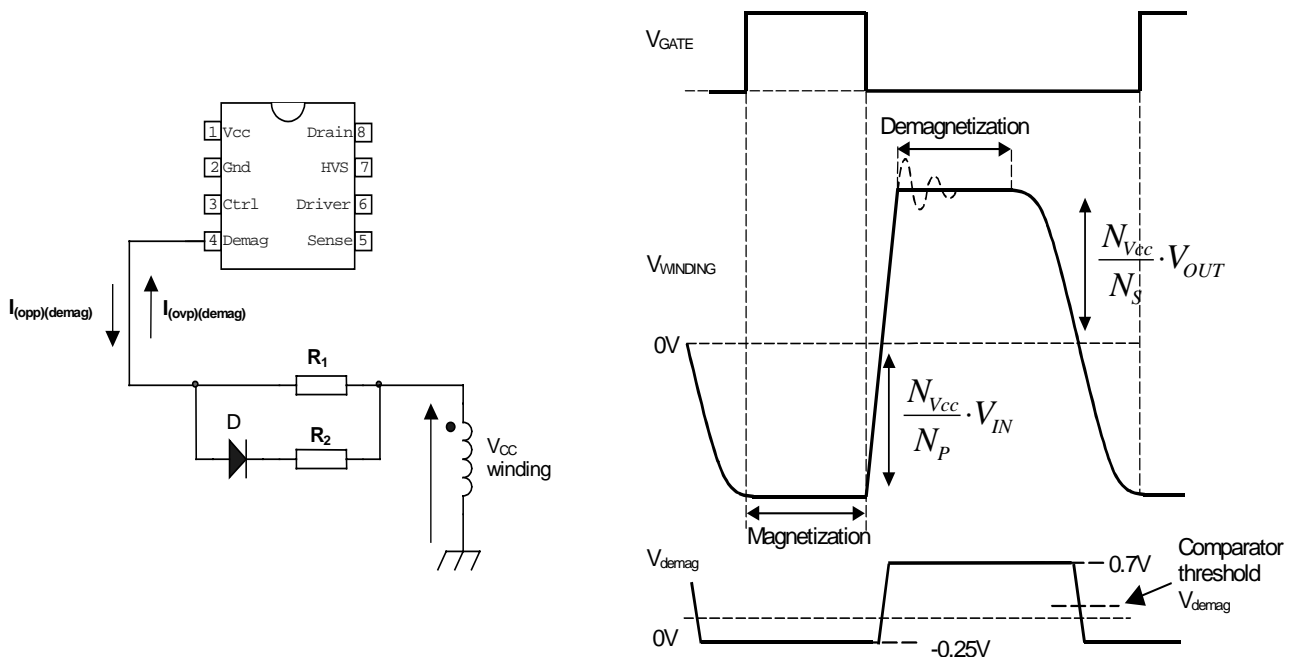 1 Vcc Drain 8
2 Gnd HVS 7
3 Ctrl Driver 6
4 Demag Sense 5
I(opp)(demag) I(ovp)(demag)
R1
D
R2
VCC
winding
VGATE
Demagnetization
NVcc
NS
·VOUT
VWINDING
0V
NVcc
NP
·VIN
Magnetization
Vdemag
0.7V
Comparator
threshold
Vdemag
0V
-0.25V